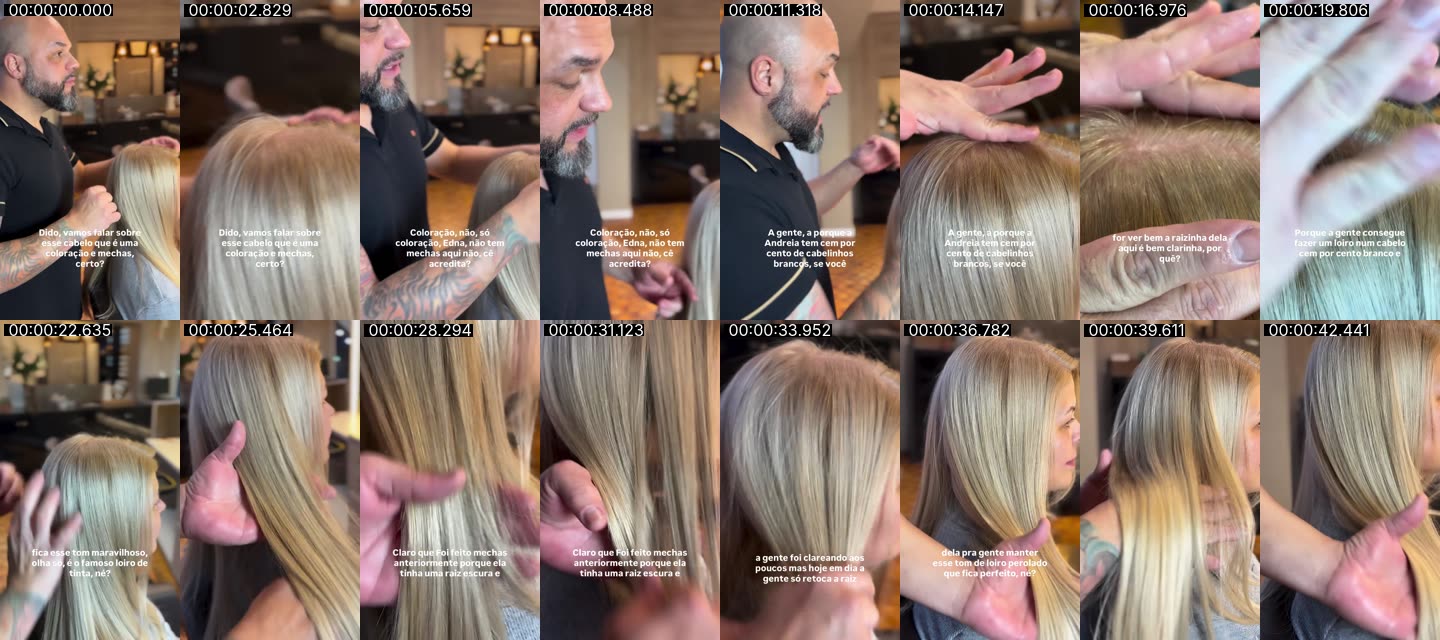 00:00:00.000
Dido, vamos falar sobre
esse cabelo que é uma
coloração e mechas,
certo?
00:00:02.829
Dido, vamos falar sobre
esse cabelo que é uma
coloração e mechas,
certo?
00:00:05.659
Coloração, não, só
coloração, Edna, não tem
mechas aqui não, cê
acredita?
00:00:08.488
Coloração, não, só
coloração, Edna, não tem
mechas aqui não, cê
acredita?
00:00:11.318
A gente, a porque a
Andreia tem cem por
cento de cabelinhos
brancos, se você
00:00:14.147
A gente, a porque a
Andreia tem cem por
cento de cabelinhos
brancos, se você
00:00:16.976
for ver bem a raizinha dela
aqui é bem clarinha, por
quê?
00:00:19.806
Porque a gente consegue
fazer um loiro num cabelo
cem por cento branco e
00:00:22.635
fica esse tom maravilhoso,
olha só, é o famoso loiro de
tinta, né?
00:00:25.464
00:00:28.294
Claro que Foi feito mechas
anteriormente porque ela
tinha uma raiz escura e
00:00:31.123
Claro que Foi feito mechas
anteriormente porque ela
tinha uma raiz escura e
00:00:33.952
a gente foi clareando aos
poucos mas hoje em dia a
gente só retoca a raiz
00:00:36.782
dela pra gente manter
esse tom de loiro perolado
que fica perfeito, né?
00:00:39.611
00:00:42.441